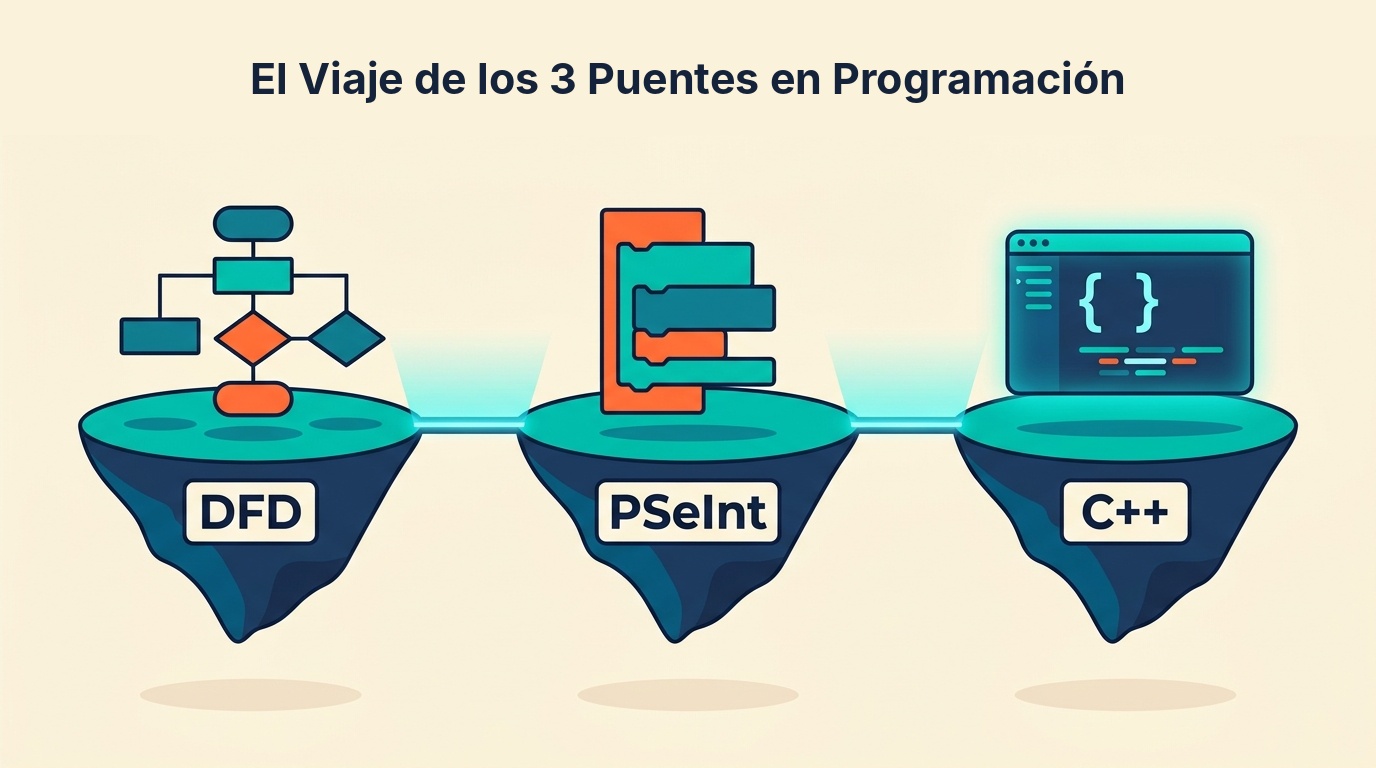 El Viaje de los 3 Puentes en Programación
{ }
DFD
PSeInt
C++